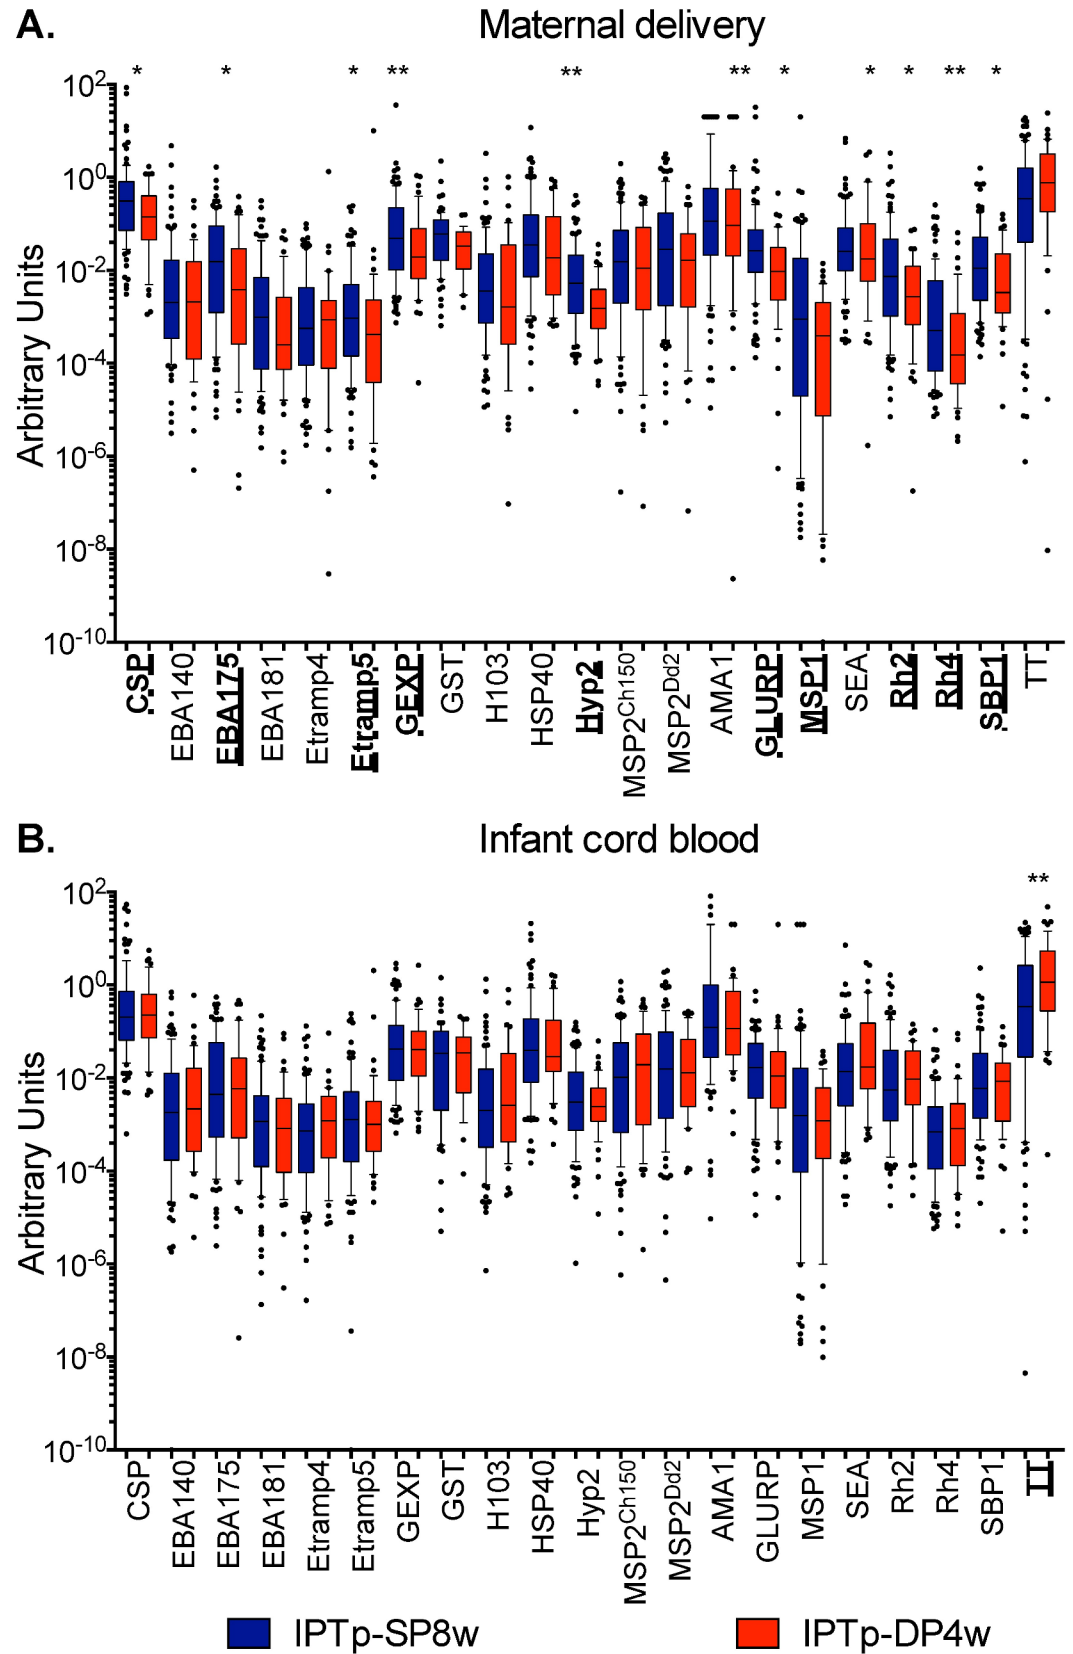 A.
Maternal delivery
* * * ** ** ** * * * ** *
Arbitrary Units
10²
10⁰
10⁻²
10⁻⁴
10⁻⁶
10⁻⁸
10⁻¹⁰
CSP
EBA140
EBA175
EBA181
Etramp4
Etramp5
GEXP
GST
H103
HSP40
Hyp2
MSP2Ch150
MSP2Dd2
AMA1
GLURP
MSP1
SEA
Rh2
Rh4
SBP1
TT
B.
Infant cord blood
**
Arbitrary Units
10²
10⁰
10⁻²
10⁻⁴
10⁻⁶
10⁻⁸
10⁻¹⁰
CSP
EBA140
EBA175
EBA181
Etramp4
Etramp5
GEXP
GST
H103
HSP40
Hyp2
MSP2Ch150
MSP2Dd2
AMA1
GLURP
MSP1
SEA
Rh2
Rh4
SBP1
TT
IPTp-SP8w
IPTp-DP4w